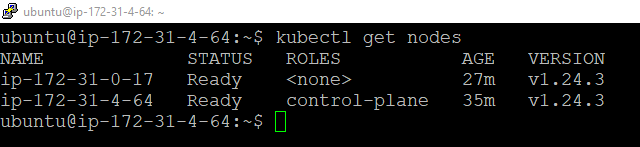 ubuntu@ip-172-31-4-64: ~
ubuntu@ip-172-31-4-64:~$ kubectl get nodes
NAME STATUS ROLES AGE VERSION
ip-172-31-0-17 Ready <none> 27m v1.24.3
ip-172-31-4-64 Ready control-plane 35m v1.24.3
ubuntu@ip-172-31-4-64:~$